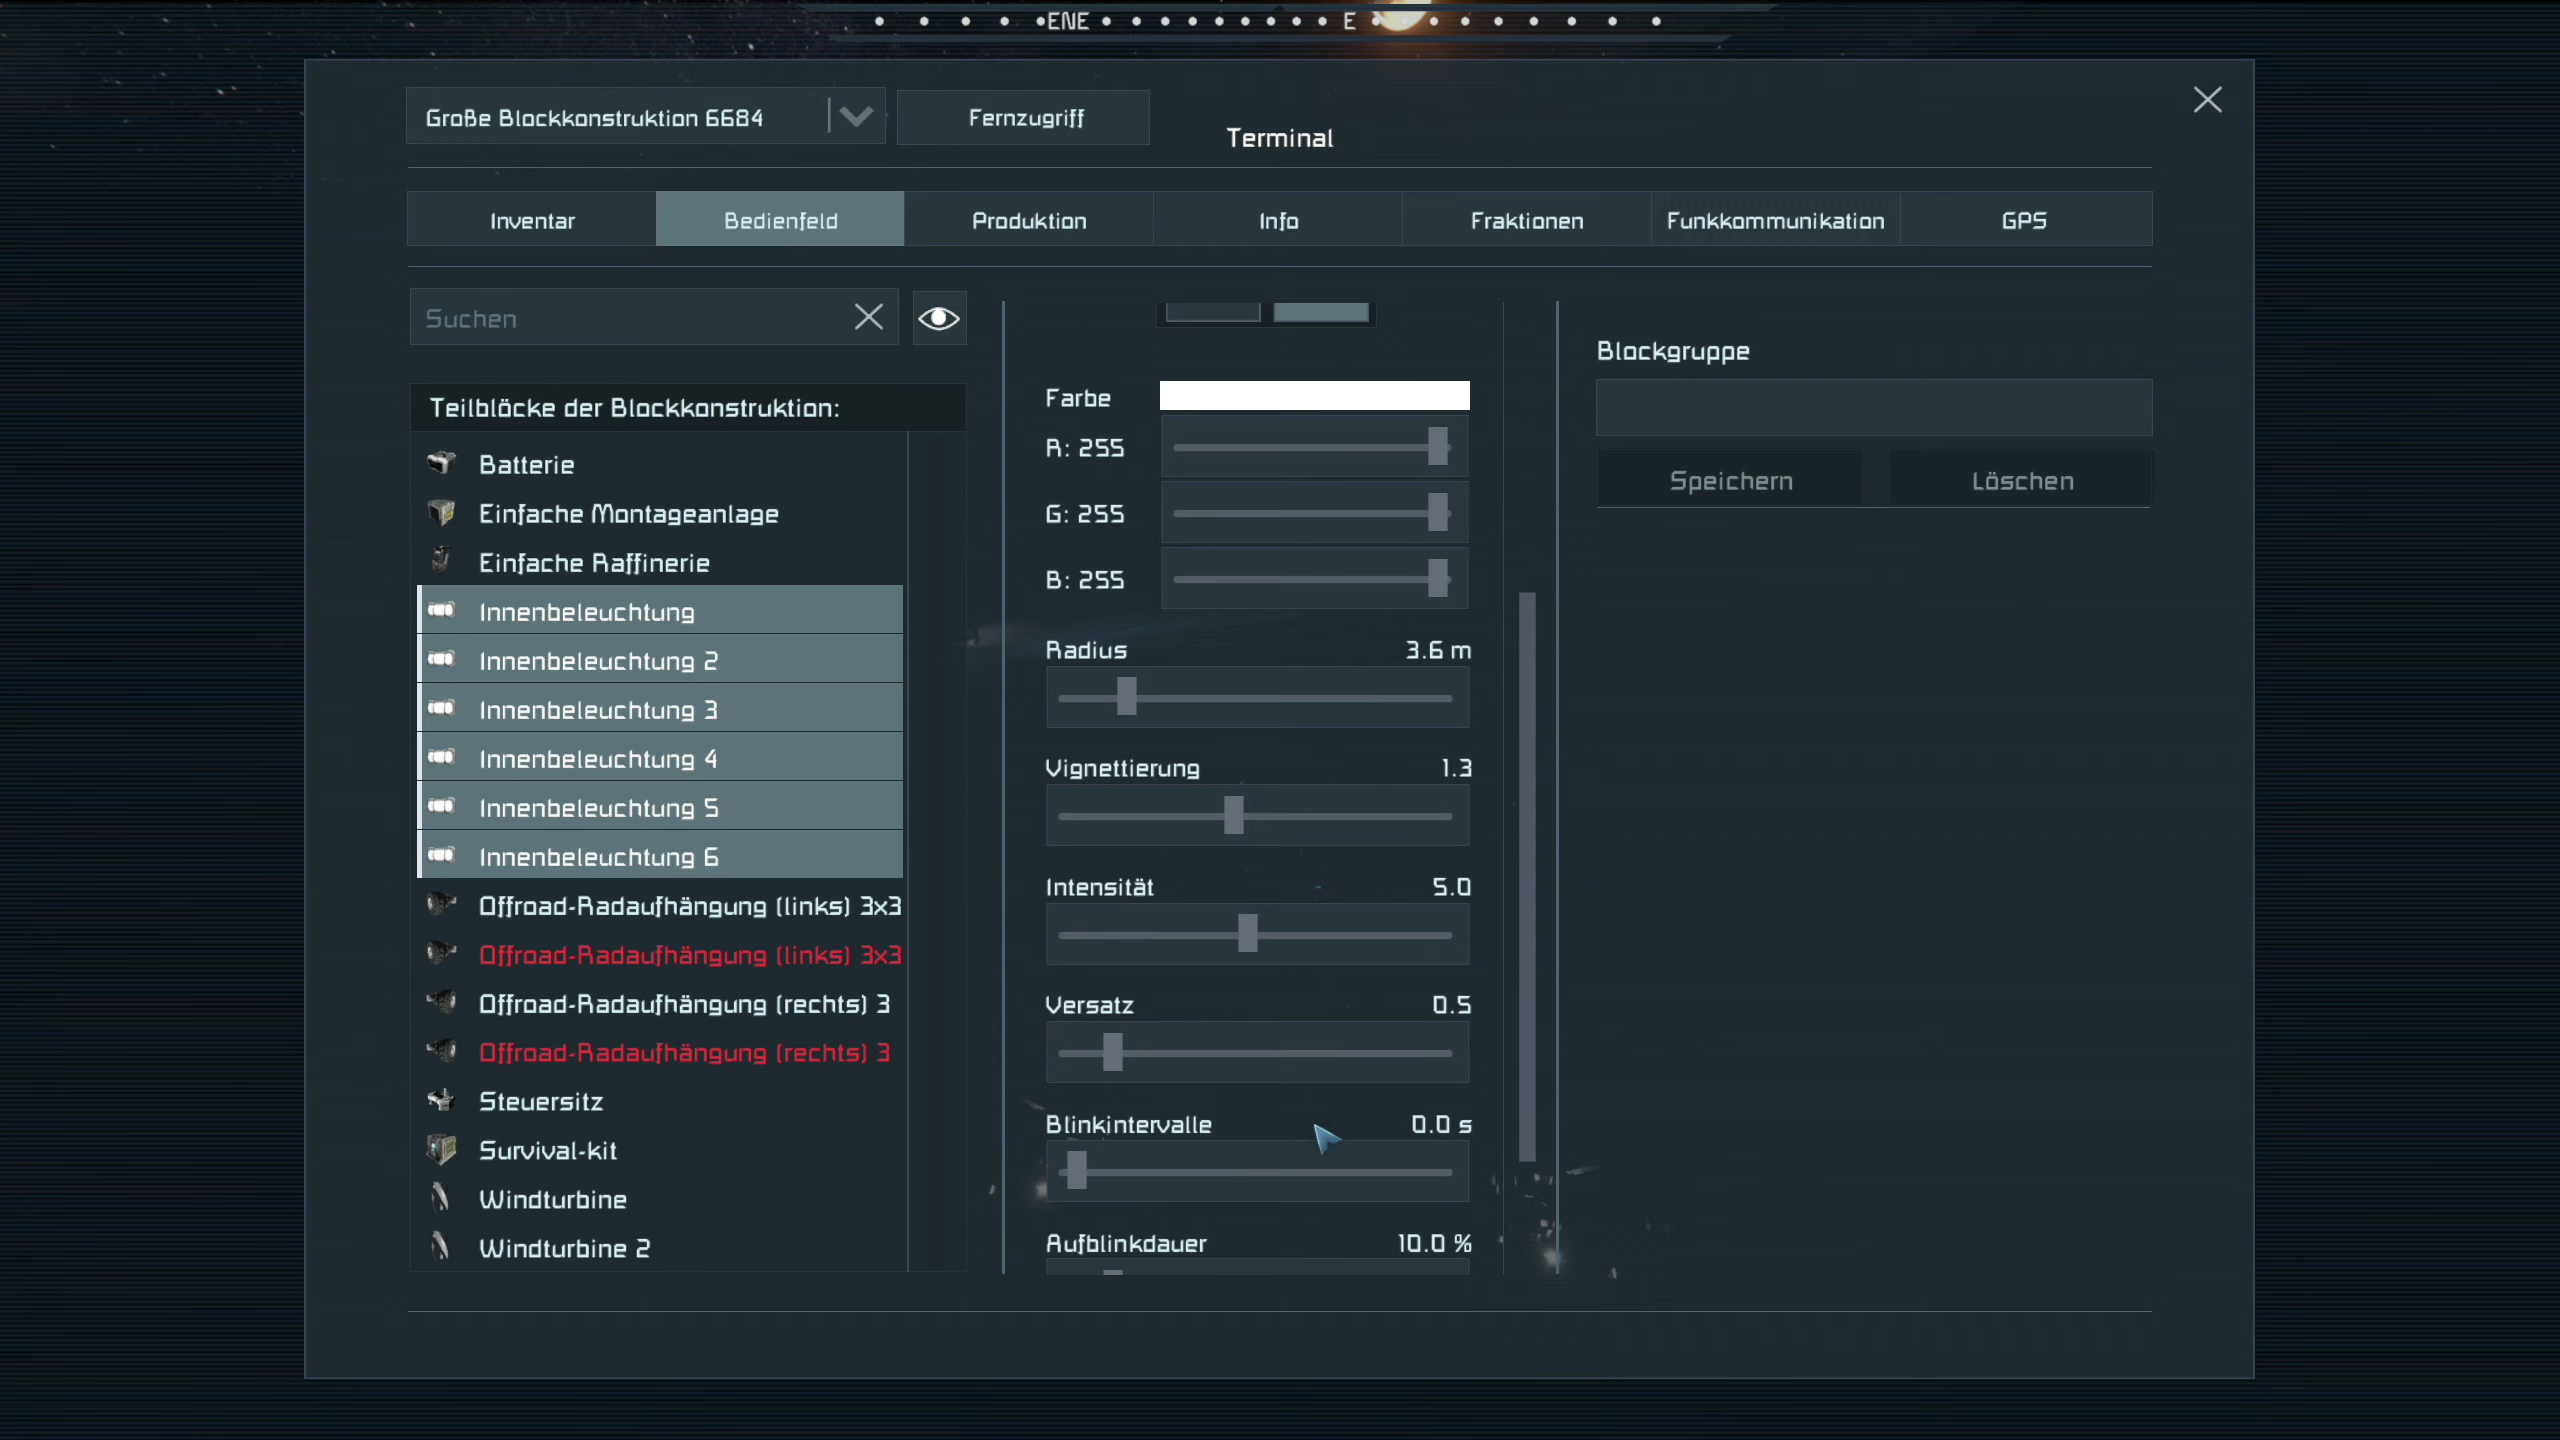 ENE E
Große Blockkonstruktion 6684
Fernzugriff
Terminal
Inventar
Bedienfeld
Produktion
Info
Fraktionen
Funkkommunikation
GPS
Suchen
Teilblöcke der Blockkonstruktion:
Batterie
Einfache Montageanlage
Einfache Raffinerie
Innenbeleuchtung
Innenbeleuchtung 2
Innenbeleuchtung 3
Innenbeleuchtung 4
Innenbeleuchtung 5
Innenbeleuchtung 6
Offroad-Radaufhängung (links) 3x3
Offroad-Radaufhängung (links) 3x3
Offroad-Radaufhängung (rechts) 3
Offroad-Radaufhängung (rechts) 3
Steuersitz
Survival-kit
Windturbine
Windturbine 2
Farbe
R: 255
G: 255
B: 255
Radius 3.6 m
Vignettierung 1.3
Intensität 5.0
Versatz 0.5
Blinkintervalle 0.0 s
Aufblinkdauer 10.0 %
Blockgruppe
Speichern
Löschen